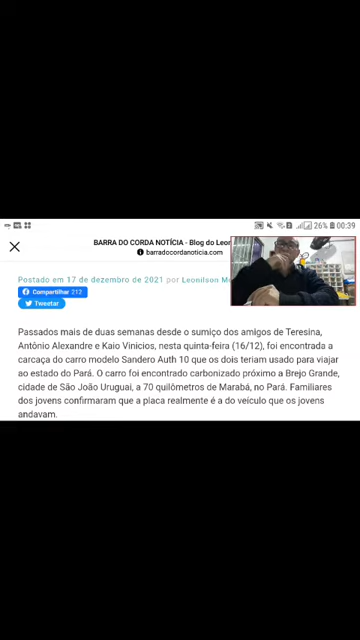 26% 00:39
BARRA DO CORDA NOTÍCIA - Blog do Leon
barradocordanoticia.com
Postado em 17 de dezembro de 2021 por Leonilson M
Compartilhar 212
Tweetar
Passados mais de duas semanas desde o sumiço dos amigos de Teresina,
Antônio Alexandre e Kaio Vinicios, nesta quinta-feira (16/12), foi encontrada a
carcaça do carro modelo Sandero Auth 10 que os dois teriam usado para viajar
ao estado do Pará. O carro foi encontrado carbonizado próximo a Brejo Grande,
cidade de São João Uruguai, a 70 quilômetros de Marabá, no Pará. Familiares
dos jovens confirmaram que a placa realmente é a do veículo que os jovens
andavam.